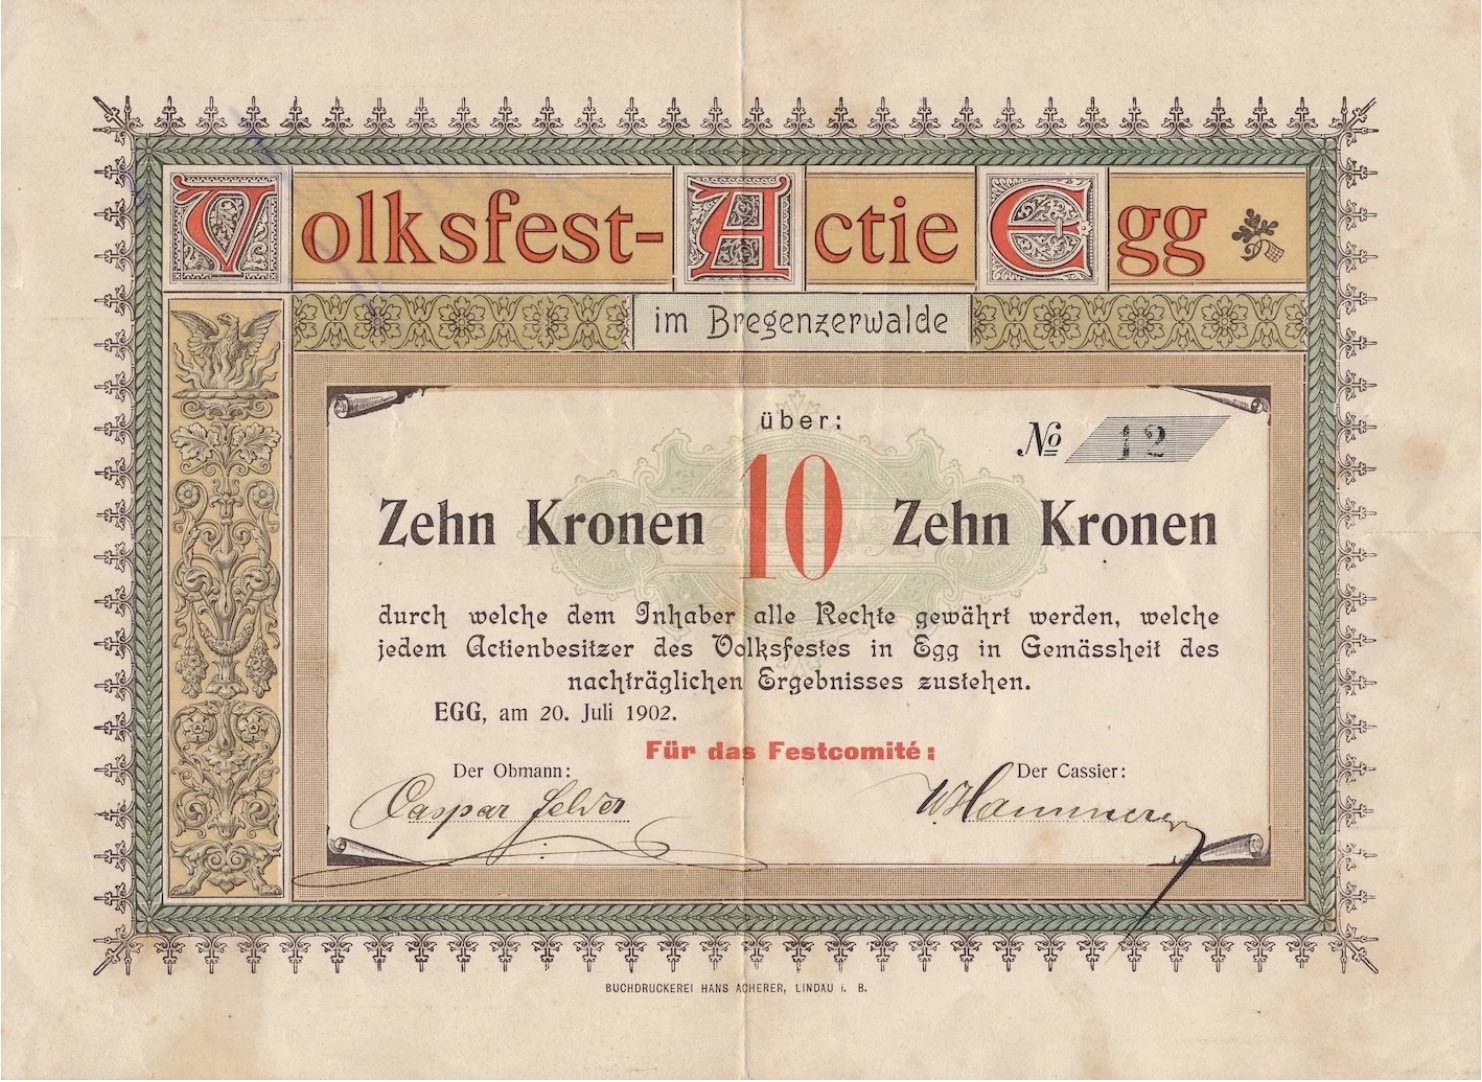 Volksfest-Actie Egg
im Bregenzerwalde
über:
No 12
Zehn Kronen 10 Zehn Kronen
durch welche dem Inhaber alle Rechte gewährt werden, welche
jedem Actienbesitzer des Volksfestes in Egg in Gemässheit des
nachträglichen Ergebnisses zustehen.
EGG, am 20. Juli 1902.
Für das Festcomité:
Der Obmann: Der Cassier:
Caspar Felder W. Hammerer
BUCHDRUCKEREI HANS ACHERER, LINDAU i. B.